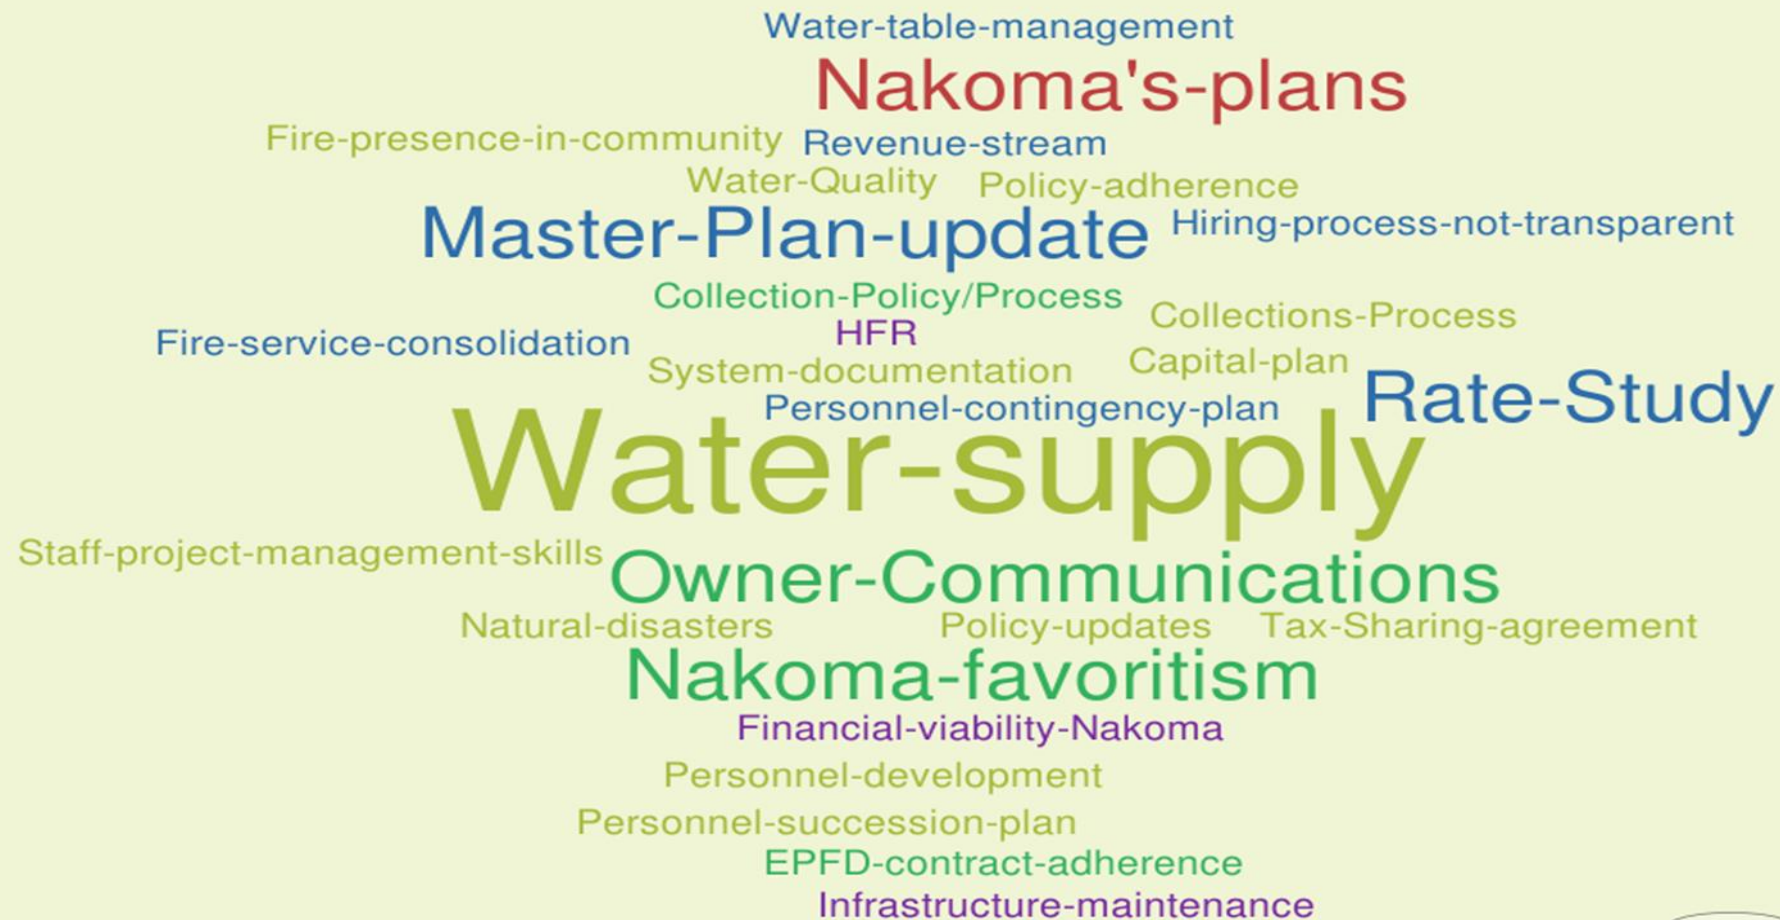 Water-table-management
Nakoma's-plans
Fire-presence-in-community Revenue-stream
Water-Quality Policy-adherence
Master-Plan-update Hiring-process-not-transparent
Collection-Policy/Process
Collections-Process
HFR
Fire-service-consolidation
System-documentation Capital-plan
Rate-Study
Personnel-contingency-plan
Water-supply
Staff-project-management-skills
Owner-Communications
Natural-disasters Policy-updates Tax-Sharing-agreement
Nakoma-favoritism
Financial-viability-Nakoma
Personnel-development
Personnel-succession-plan
EPFD-contract-adherence
Infrastructure-maintenance